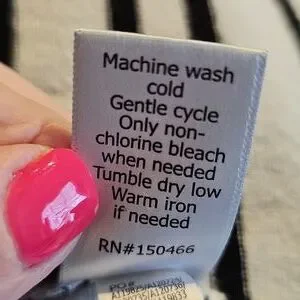 Machine wash
cold
Gentle cycle
Only non-
chlorine bleach
when needed
Tumble dry low
Warm iron
if needed
RN#150466